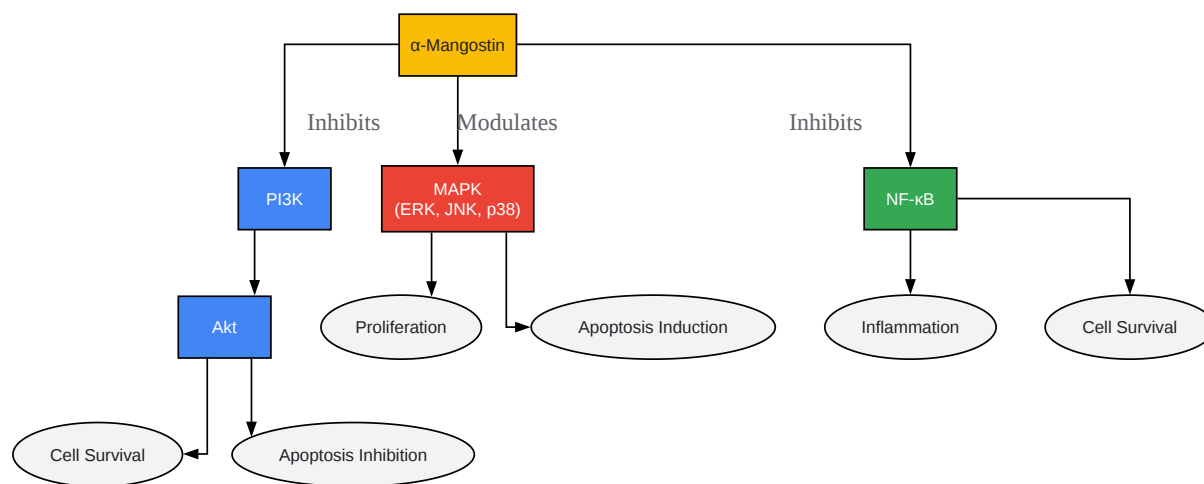 α-Mangostin
Inhibits
Modulates
Inhibits
PI3K
MAPK
(ERK, JNK, p38)
NF-κB
Akt
Proliferation
Apoptosis Induction
Inflammation
Cell Survival
Cell Survival
Apoptosis Inhibition